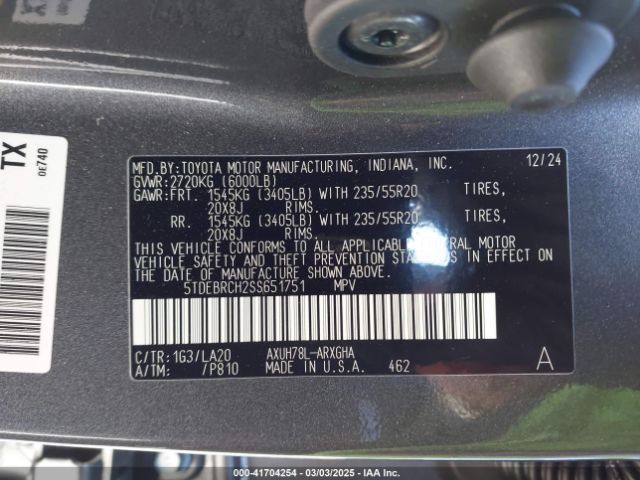 TX
0E740
MFD.BY:TOYOTA MOTOR MANUFACTURING, INDIANA, INC. 12/24
GVWR:2720KG (6000LB)
GAWR:FRT. 1545KG (3405LB) WITH 235/55R20 TIRES,
20X8J RIMS.
RR. 1545KG (3405LB) WITH 235/55R20 TIRES,
20X8J RIMS.
THIS VEHICLE CONFORMS TO ALL APPLICABLE FEDERAL MOTOR
VEHICLE SAFETY AND THEFT PREVENTION STANDARDS IN EFFECT ON
THE DATE OF MANUFACTURE SHOWN ABOVE.
5TDEBRCH2SS651751 MPV
C/TR:1G3/LA20 AXUH78L-ARXGHA
A/TM: /P810 MADE IN U.S.A. 462 A
000-41704254 - 03/03/2025 - IAA Inc.